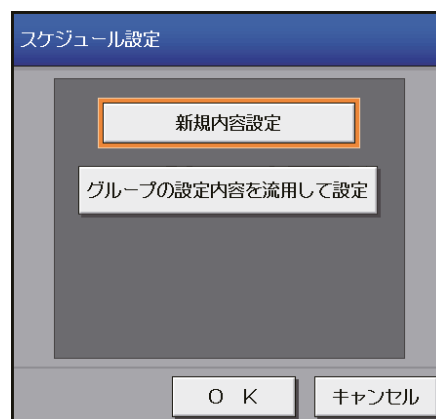 スケジュール設定
新規内容設定
グループの設定内容を流用して設定
ＯＫ キャンセル